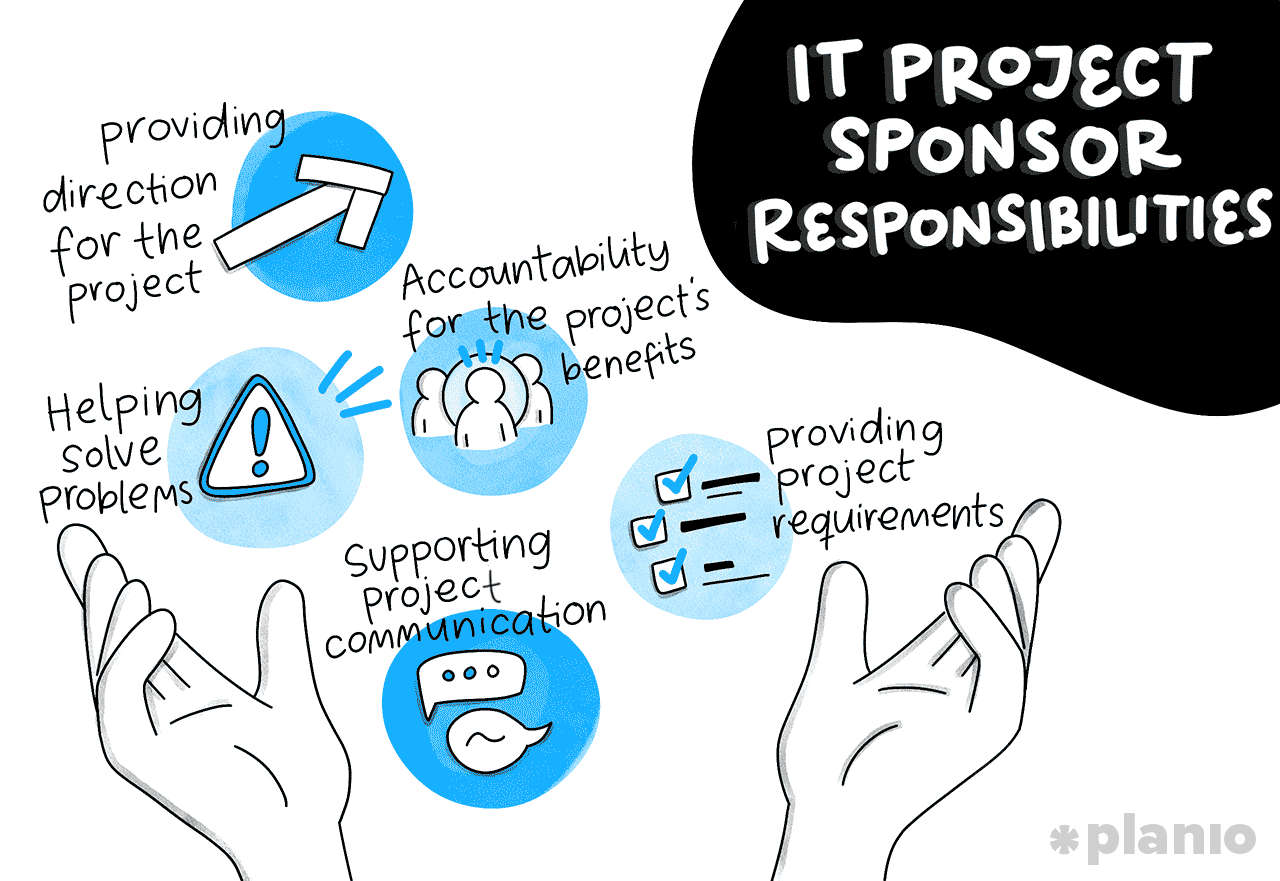 IT PROJECT
SPONSOR
RESPONSIBILITIES
providing
direction
for the
project
Accountability
for the project's
benefits
Helping
solve
problems
providing
project
requirements
Supporting
project
communication
*planio